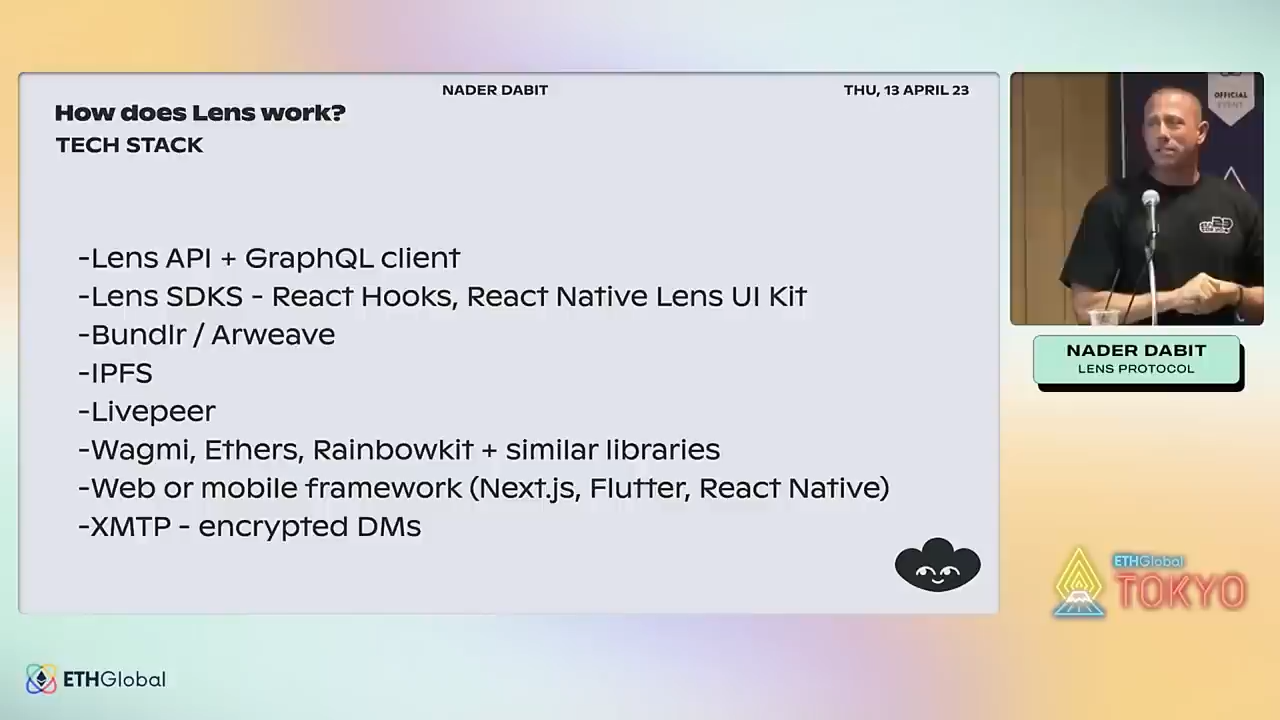 NADER DABIT
THU, 13 APRIL 23
How does Lens work?
TECH STACK
-Lens API + GraphQL client
-Lens SDKS - React Hooks, React Native Lens UI Kit
-Bundlr / Arweave
-IPFS
-Livepeer
-Wagmi, Ethers, Rainbowkit + similar libraries
-Web or mobile framework (Next.js, Flutter, React Native)
-XMTP - encrypted DMs
OFFICIAL
EVENT
NADER DABIT
LENS PROTOCOL
ETHGlobal
TOKYO
ETHGlobal